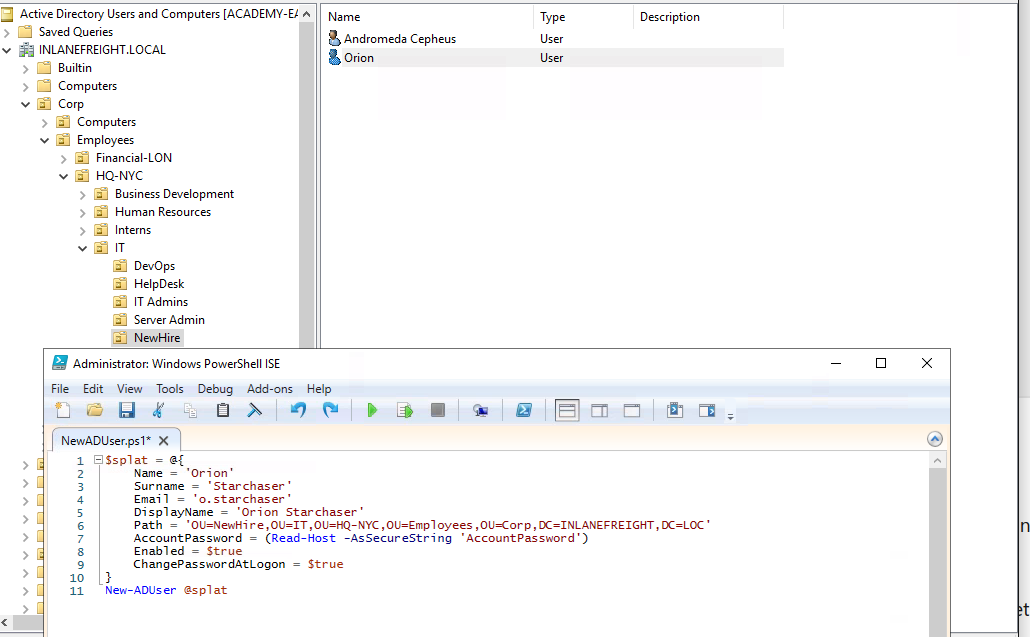 Active Directory Users and Computers [ACADEMY-EA
Saved Queries
INLANEFREIGHT.LOCAL
Builtin
Computers
Corp
Computers
Employees
Financial-LON
HQ-NYC
Business Development
Human Resources
Interns
IT
DevOps
HelpDesk
IT Admins
Server Admin
NewHire
Name Type Description
Andromeda Cepheus User
Orion User
Administrator: Windows PowerShell ISE
File Edit View Tools Debug Add-ons Help
NewADUser.ps1*
1 $splat = @{
2 Name = 'Orion'
3 Surname = 'Starchaser'
4 Email = 'o.starchaser'
5 DisplayName = 'Orion Starchaser'
6 Path = 'OU=NewHire,OU=IT,OU=HQ-NYC,OU=Employees,OU=Corp,DC=INLANEFREIGHT,DC=LOC'
7 AccountPassword = (Read-Host -AsSecureString 'AccountPassword')
8 Enabled = $true
9 ChangePasswordAtLogon = $true
10 }
11 New-ADUser @splat